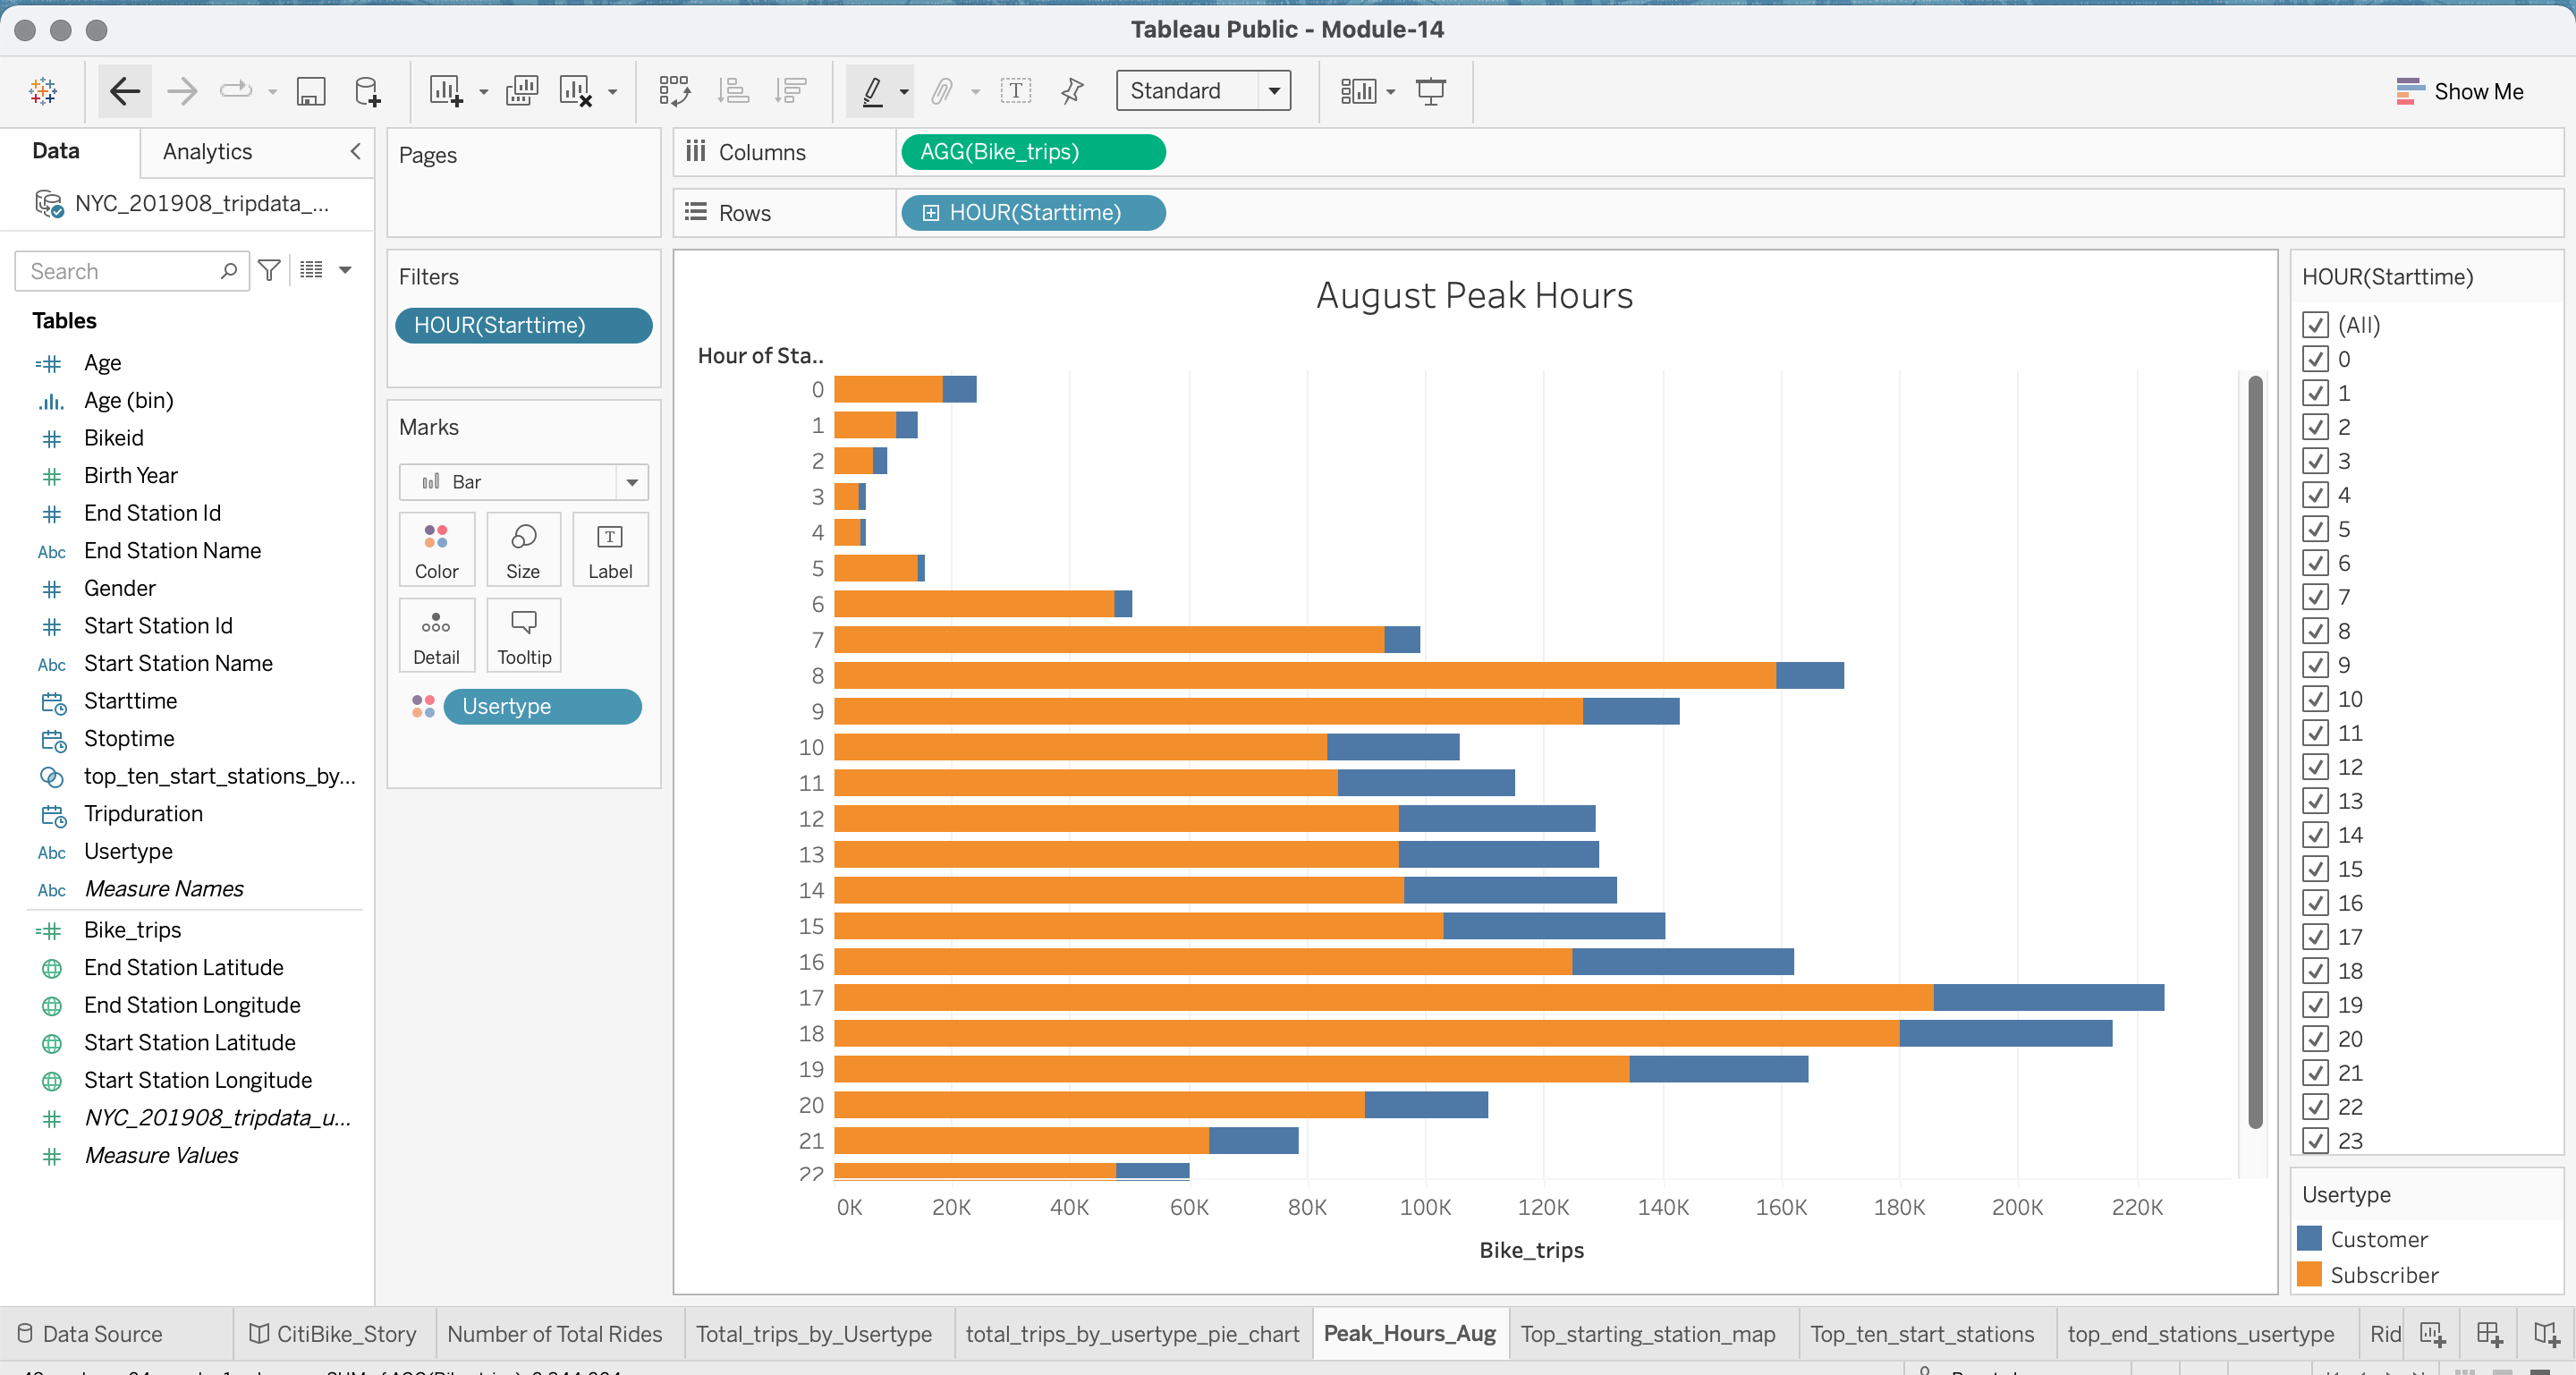 Tableau Public - Module-14
Standard
Show Me
Data
Analytics
NYC_201908_tripdata_...
Search
Tables
Age
Age (bin)
Bikeid
Birth Year
End Station Id
Abc End Station Name
Gender
Start Station Id
Abc Start Station Name
Starttime
Stoptime
top_ten_start_stations_by...
Tripduration
Abc Usertype
Abc Measure Names
Bike_trips
End Station Latitude
End Station Longitude
Start Station Latitude
Start Station Longitude
NYC_201908_tripdata_u...
Measure Values
Pages
Filters
HOUR(Starttime)
Marks
Bar
Color Size Label
Detail Tooltip
Usertype
Columns AGG(Bike_trips)
Rows HOUR(Starttime)
August Peak Hours
Hour of Sta..
0
1
2
3
4
5
6
7
8
9
10
11
12
13
14
15
16
17
18
19
20
21
22
0K 20K 40K 60K 80K 100K 120K 140K 160K 180K 200K 220K
Bike_trips
HOUR(Starttime)
(All)
0
1
2
3
4
5
6
7
8
9
10
11
12
13
14
15
16
17
18
19
20
21
22
23
Usertype
Customer
Subscriber
Data Source CitiBike_Story Number of Total Rides Total_trips_by_Usertype total_trips_by_usertype_pie_chart Peak_Hours_Aug Top_starting_station_map Top_ten_start_stations top_end_stations_usertype Rid